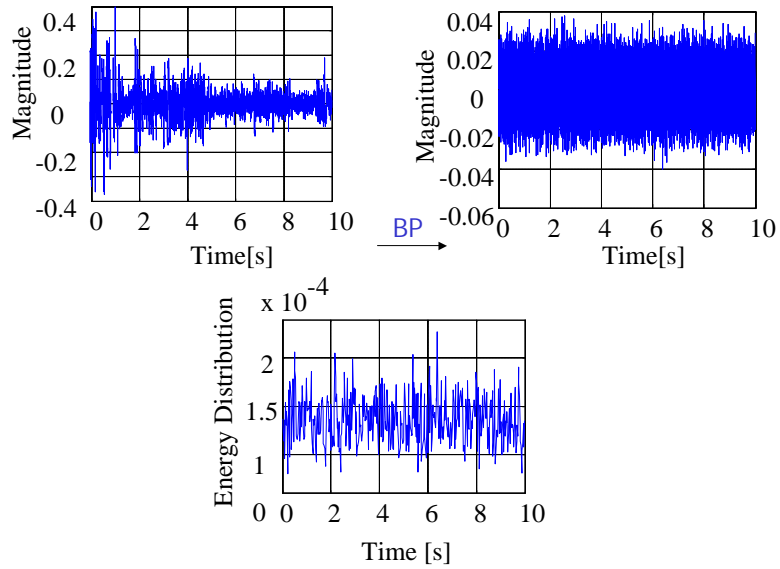 0.4
0.2
0
-0.2
-0.4
Magnitude
0 2 4 6 8 10
Time[s]
BP
0.04
0.02
0
-0.02
-0.04
-0.06
Magnitude
0 2 4 6 8 10
Time[s]
x 10-4
2
1.5
1
0
Energy Distribution
0 2 4 6 8 10
Time [s]